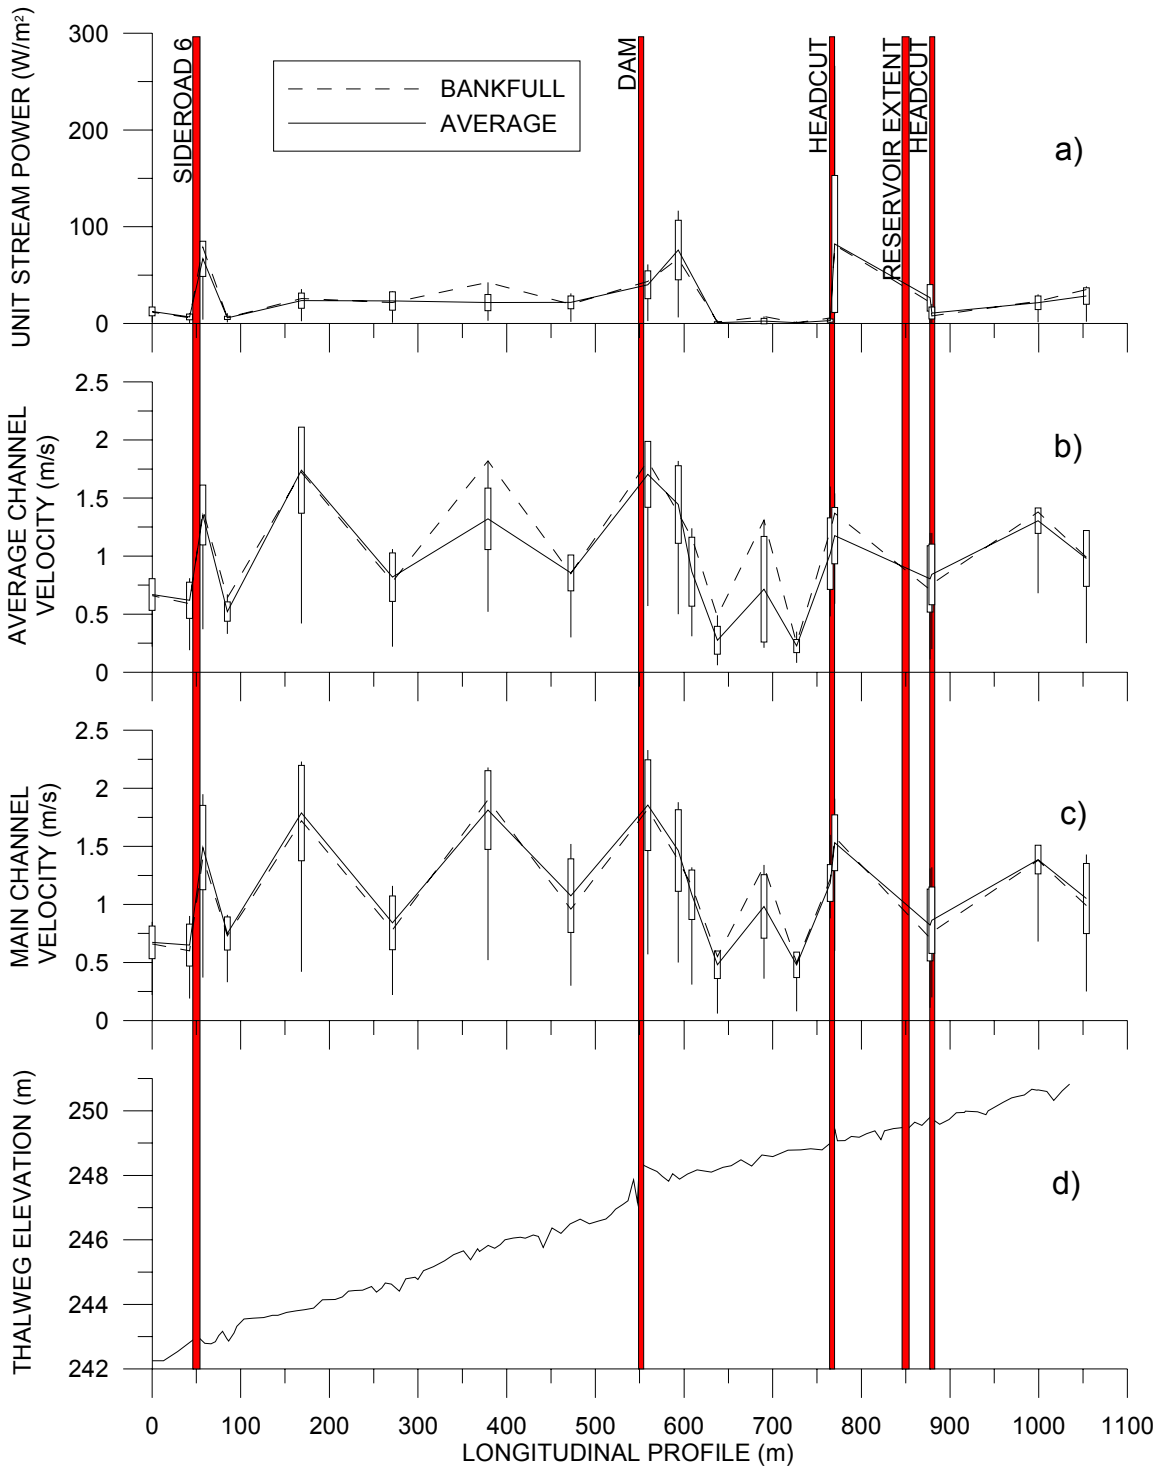 UNIT STREAM POWER (W/m²)
300
200
100
0
SIDEROAD 6
DAM
HEADCUT
RESERVOIR EXTENT
HEADCUT
BANKFULL
AVERAGE
a)
AVERAGE CHANNEL
VELOCITY (m/s)
2.5
2
1.5
1
0.5
0
b)
MAIN CHANNEL
VELOCITY (m/s)
2.5
2
1.5
1
0.5
0
c)
THALWEG ELEVATION (m)
250
248
246
244
242
d)
0 100 200 300 400 500 600 700 800 900 1000 1100
LONGITUDINAL PROFILE (m)